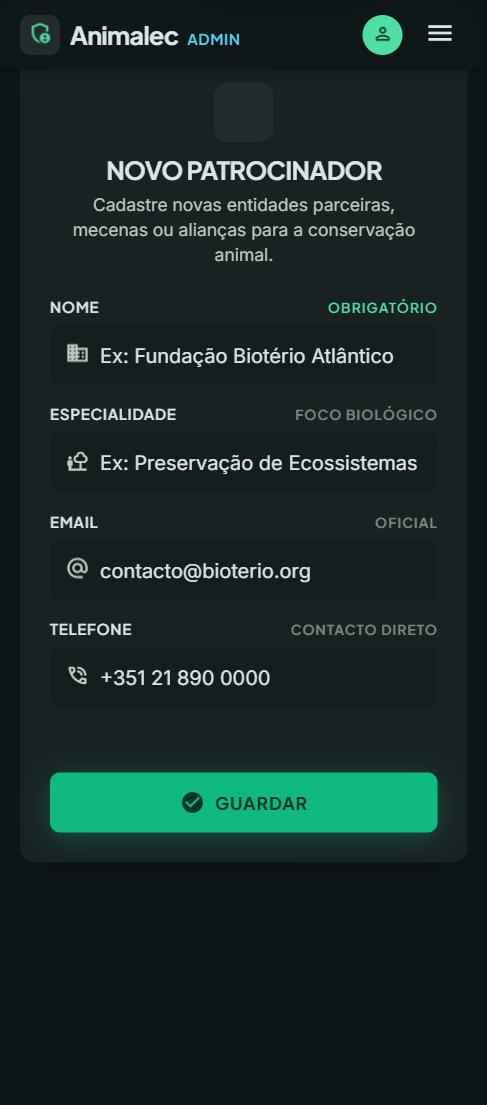 Animalec ADMIN
NOVO PATROCINADOR
Cadastre novas entidades parceiras,
mecenas ou alianças para a conservação
animal.
NOME OBRIGATÓRIO
Ex: Fundação Biotério Atlântico
ESPECIALIDADE FOCO BIOLÓGICO
Ex: Preservação de Ecossistemas
EMAIL OFICIAL
contacto@bioterio.org
TELEFONE CONTACTO DIRETO
+351 21 890 0000
GUARDAR